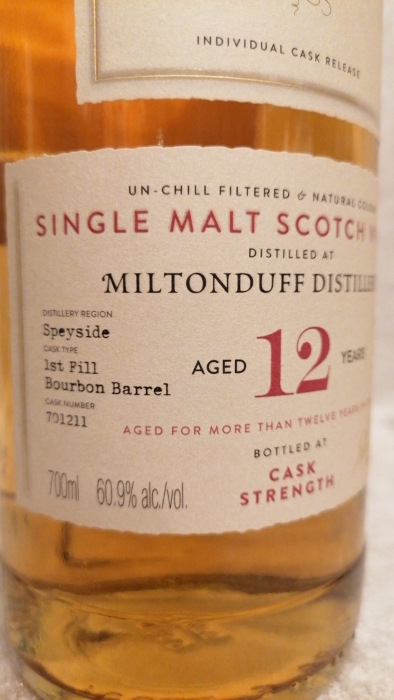 INDIVIDUAL CASK RELEASE
UN-CHILL FILTERED & NATURAL
SINGLE MALT SCOTCH
DISTILLED AT
MILTONDUFF
DISTILLERY REGION
Speyside
CASK TYPE
1st Fill
Bourbon Barrel
CASK NUMBER
701211
AGED 12 YEARS
AGED FOR MORE THAN TWELVE YEARS
BOTTLED AT
CASK
STRENGTH
700ml 60.9% alc./vol.